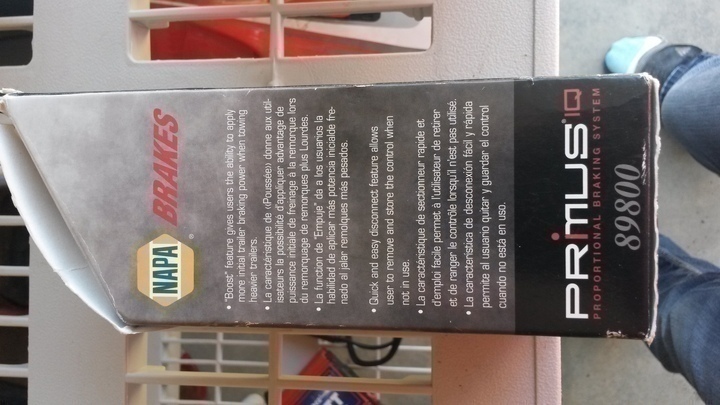 NAPA
BRAKES
• "Boost" feature gives users the ability to apply
more initial trailer braking power when towing
heavier trailers.
• La caractéristique de «Poussée» donne aux util-
isateurs la possibilité d'appliquer advantage de
puissance initiale de freinage à la remorque lors
du remorquage de remorques plus Lourdes.
• La function de "Empuje" da a los usuarios la
habilidad de aplicar más potencia iniciable fre-
nado al jalar remolques más pesados.
• Quick and easy disconnect feature allows
user to remove and store the control when
not in use.
• La caractéristique de sectionneur rapide et
d'emploi facile permet à l'utilisateur de retirer
et de ranger le contrôle lorsqu'il n'est pas utilisé.
• La característica de desconexión fácil y rápida
permite al usuario quitar y guardar el control
cuando no está en uso.
PRIMUS IQ
PROPORTIONAL BRAKING SYSTEM
89800